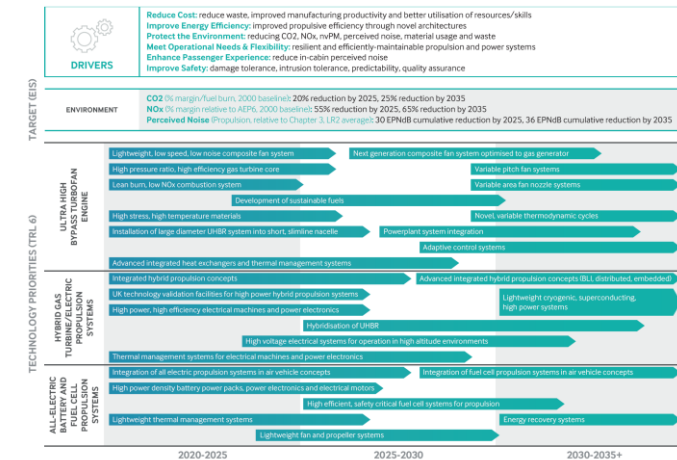 DRIVERS
Reduce Cost: reduce waste, improved manufacturing productivity and better utilisation of resources/skills
Improve Energy Efficiency: improved propulsive efficiency through novel architectures
Protect the Environment: reducing CO2, NOx, nvPM, perceived noise, material usage and waste
Meet Operational Needs & Flexibility: resilient and efficiently-maintainable propulsion and power systems
Enhance Passenger Experience: reduce in-cabin perceived noise
Improve Safety: damage tolerance, intrusion tolerance, predictability, quality assurance
TARGET (EIS)
ENVIRONMENT
CO2 (% margin/fuel burn, 2000 baseline): 20% reduction by 2025, 25% reduction by 2035
NOx (% margin relative to AEP6, 2000 baseline): 55% reduction by 2025, 65% reduction by 2035
Perceived Noise (Propulsion, relative to Chapter 3, LR2 average): 30 EPNdB cumulative reduction by 2025, 36 EPNdB cumulative reduction by 2035
TECHNOLOGY PRIORITIES (TRL 6)
ULTRA HIGH
BYPASS TURBOFAN
ENGINE
Lightweight, low speed, low noise composite fan system
Next generation composite fan system optimised to gas generator
High pressure ratio, high efficiency gas turbine core
Variable pitch fan systems
Lean burn, low NOx combustion system
Variable area fan nozzle systems
Development of sustainable fuels
High stress, high temperature materials
Novel, variable thermodynamic cycles
Installation of large diameter UHBR system into short, slimline nacelle
Powerplant system integration
Adaptive control systems
Advanced integrated heat exchangers and thermal management systems
HYBRID GAS
TURBINE/ELECTRIC
PROPULSION
SYSTEMS
Integrated hybrid propulsion concepts
Advanced integrated hybrid propulsion concepts (BLI, distributed, embedded)
UK technology validation facilities for high power hybrid propulsion systems
Lightweight cryogenic, superconducting,
high power systems
High power, high efficiency electrical machines and power electronics
Hybridisation of UHBR
High voltage electrical systems for operation in high altitude environments
Thermal management systems for electrical machines and power electronics
ALL-ELECTRIC
BATTERY AND
FUEL CELL
PROPULSION
SYSTEMS
Integration of all electric propulsion systems in air vehicle concepts
Integration of fuel cell propulsion systems in air vehicle concepts
High power density battery power packs, power electronics and electrical motors
High efficient, safety critical fuel cell systems for propulsion
Lightweight thermal management systems
Energy recovery systems
Lightweight fan and propeller systems
2020-2025
2025-2030
2030-2035+